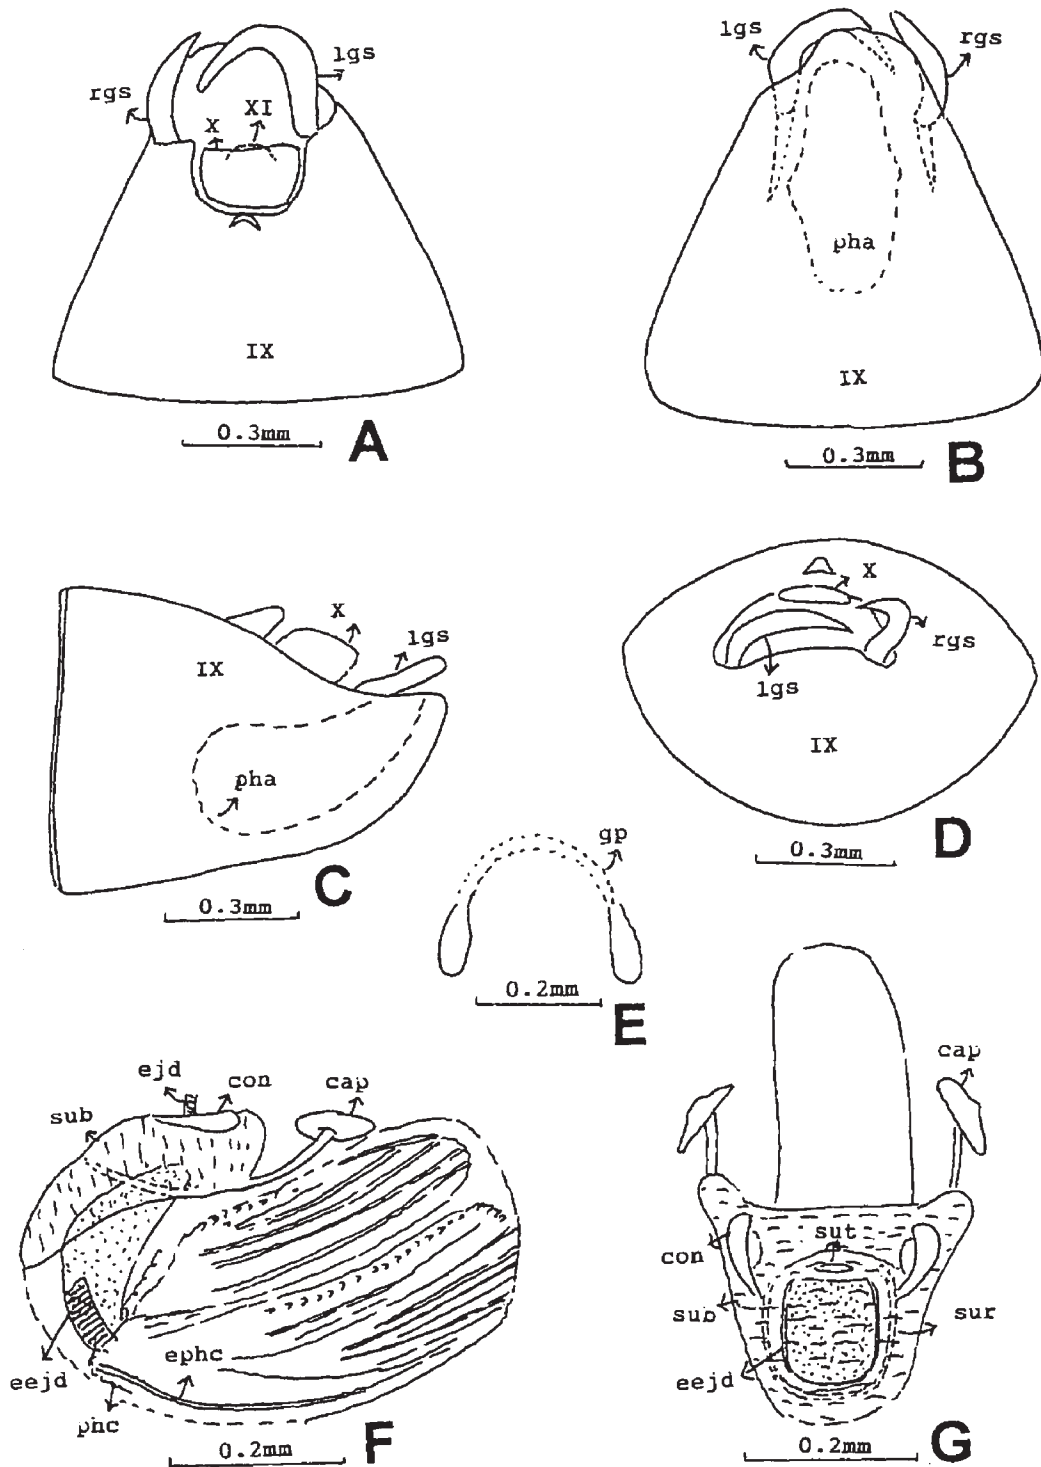 rgs
lgs
X
XI
IX
0.3mm
A
lgs
rgs
pha
IX
0.3mm
B
X
lgs
IX
pha
0.3mm
C
X
rgs
lgs
IX
0.3mm
D
gp
0.2mm
E
ejd
con
cap
sub
ephc
eejd
phc
0.2mm
F
cap
con
sut
sub
sur
eejd
0.2mm
G